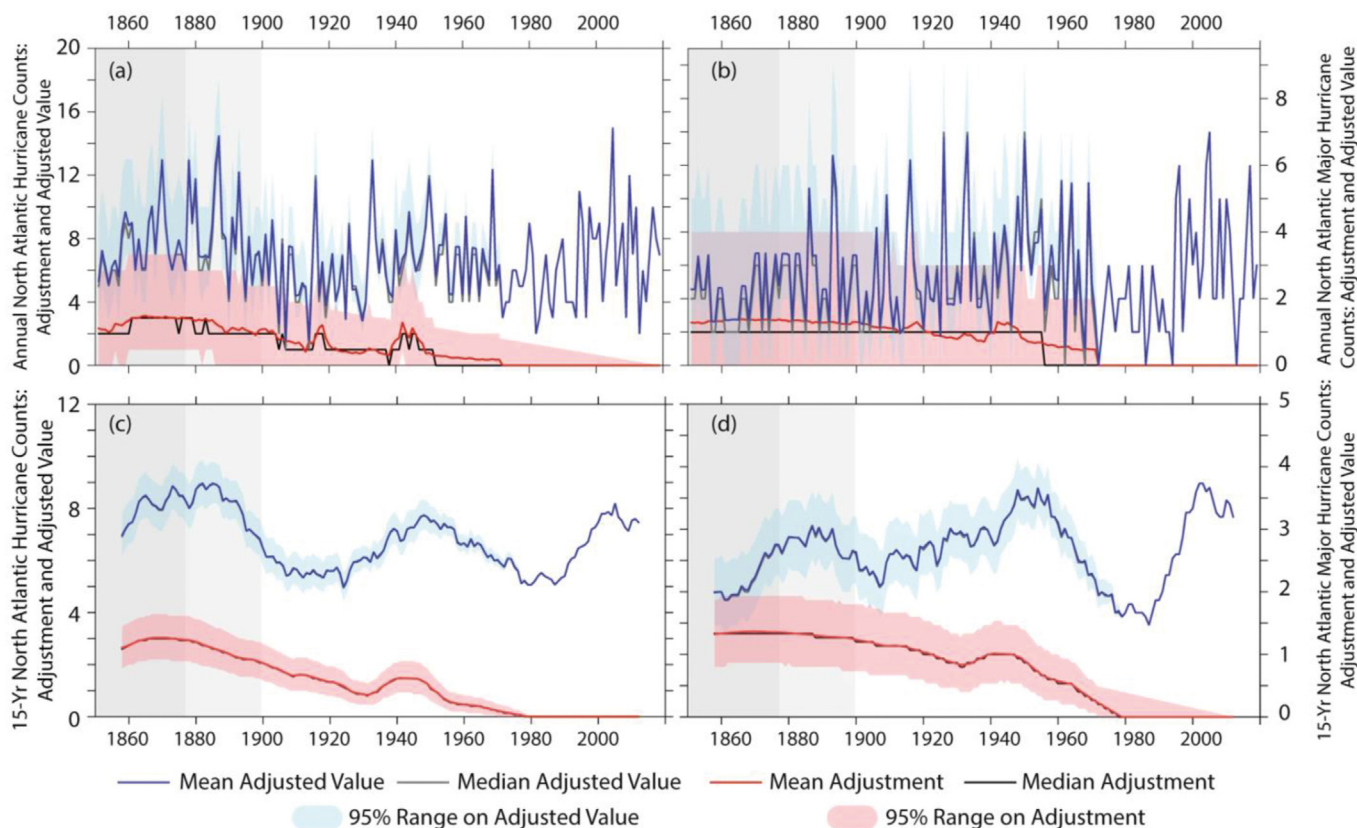 1860 1880 1900 1920 1940 1960 1980 2000
1860 1880 1900 1920 1940 1960 1980 2000
Annual North Atlantic Hurricane Counts:
Adjustment and Adjusted Value
20
16
12
8
4
0
(a)
(b)
8
6
4
2
0
Annual North Atlantic Major Hurricane
Counts: Adjustment and Adjusted Value
15-Yr North Atlantic Hurricane Counts:
Adjustment and Adjusted Value
12
8
4
0
(c)
(d)
5
4
3
2
1
0
15-Yr North Atlantic Major Hurricane Counts:
Adjustment and Adjusted Value
1860 1880 1900 1920 1940 1960 1980 2000
1860 1880 1900 1920 1940 1960 1980 2000
Mean Adjusted Value Median Adjusted Value Mean Adjustment Median Adjustment
95% Range on Adjusted Value 95% Range on Adjustment